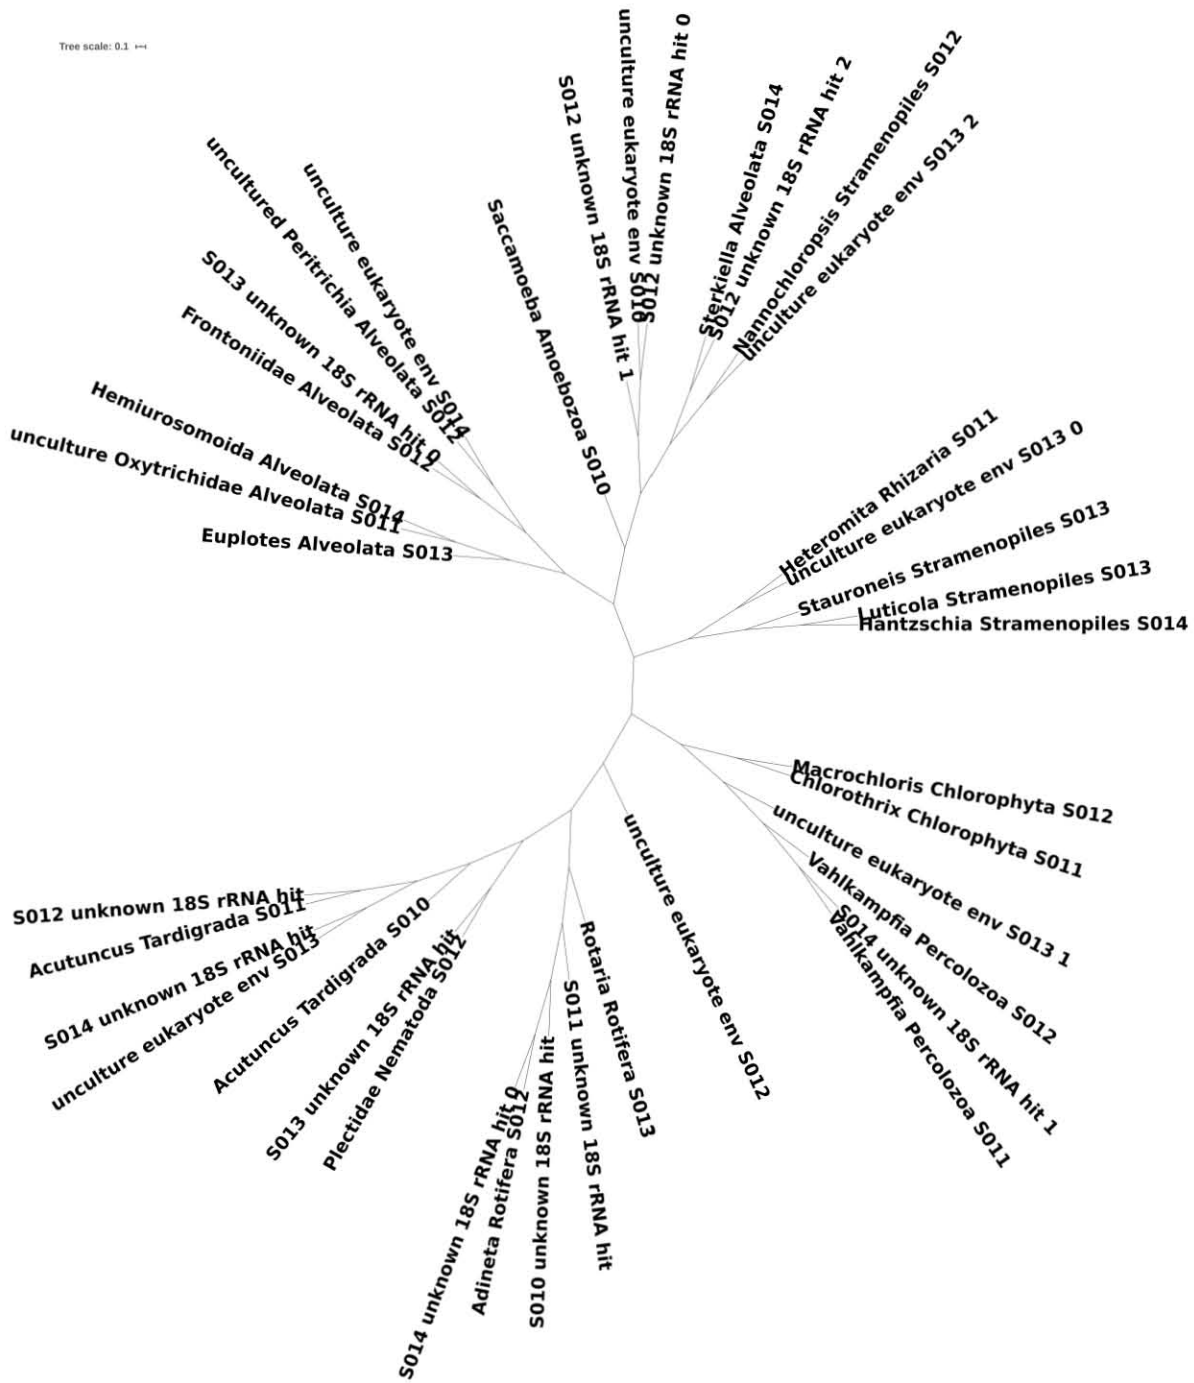 Tree scale: 0.1
unculture eukaryote env S010
S012 unknown 18S rRNA hit 0
S012 unknown 18S rRNA hit 1
Sterkiella Alveolata S014
S012 unknown 18S rRNA hit 2
Nannochloropsis Stramenopiles S012
unculture eukaryote env S013 2
Heteromita Rhizaria S011
unculture eukaryote env S013 0
Stauroneis Stramenopiles S013
Luticola Stramenopiles S013
Hantzschia Stramenopiles S014
Macrochloris Chlorophyta S012
Chlorothrix Chlorophyta S011
unculture eukaryote env S013 1
Vahlkampfia Percolozoa S012
S014 unknown 18S rRNA hit 1
Vahlkampfia Percolozoa S011
unculture eukaryote env S012
Rotaria Rotifera S013
S011 unknown 18S rRNA hit
S010 unknown 18S rRNA hit
Adineta Rotifera S012
S014 unknown 18S rRNA hit 0
Plectidae Nematoda S012
S013 unknown 18S rRNA hit
Acutuncus Tardigrada S010
unculture eukaryote env S013
S014 unknown 18S rRNA hit
Acutuncus Tardigrada S011
S012 unknown 18S rRNA hit
Euplotes Alveolata S013
unculture Oxytrichidae Alveolata S011
Hemiurosomoida Alveolata S014
Frontoniidae Alveolata S012
S013 unknown 18S rRNA hit 0
uncultured Peritrichia Alveolata S012
unculture eukaryote env S014
Saccamoeba Amoebozoa S010